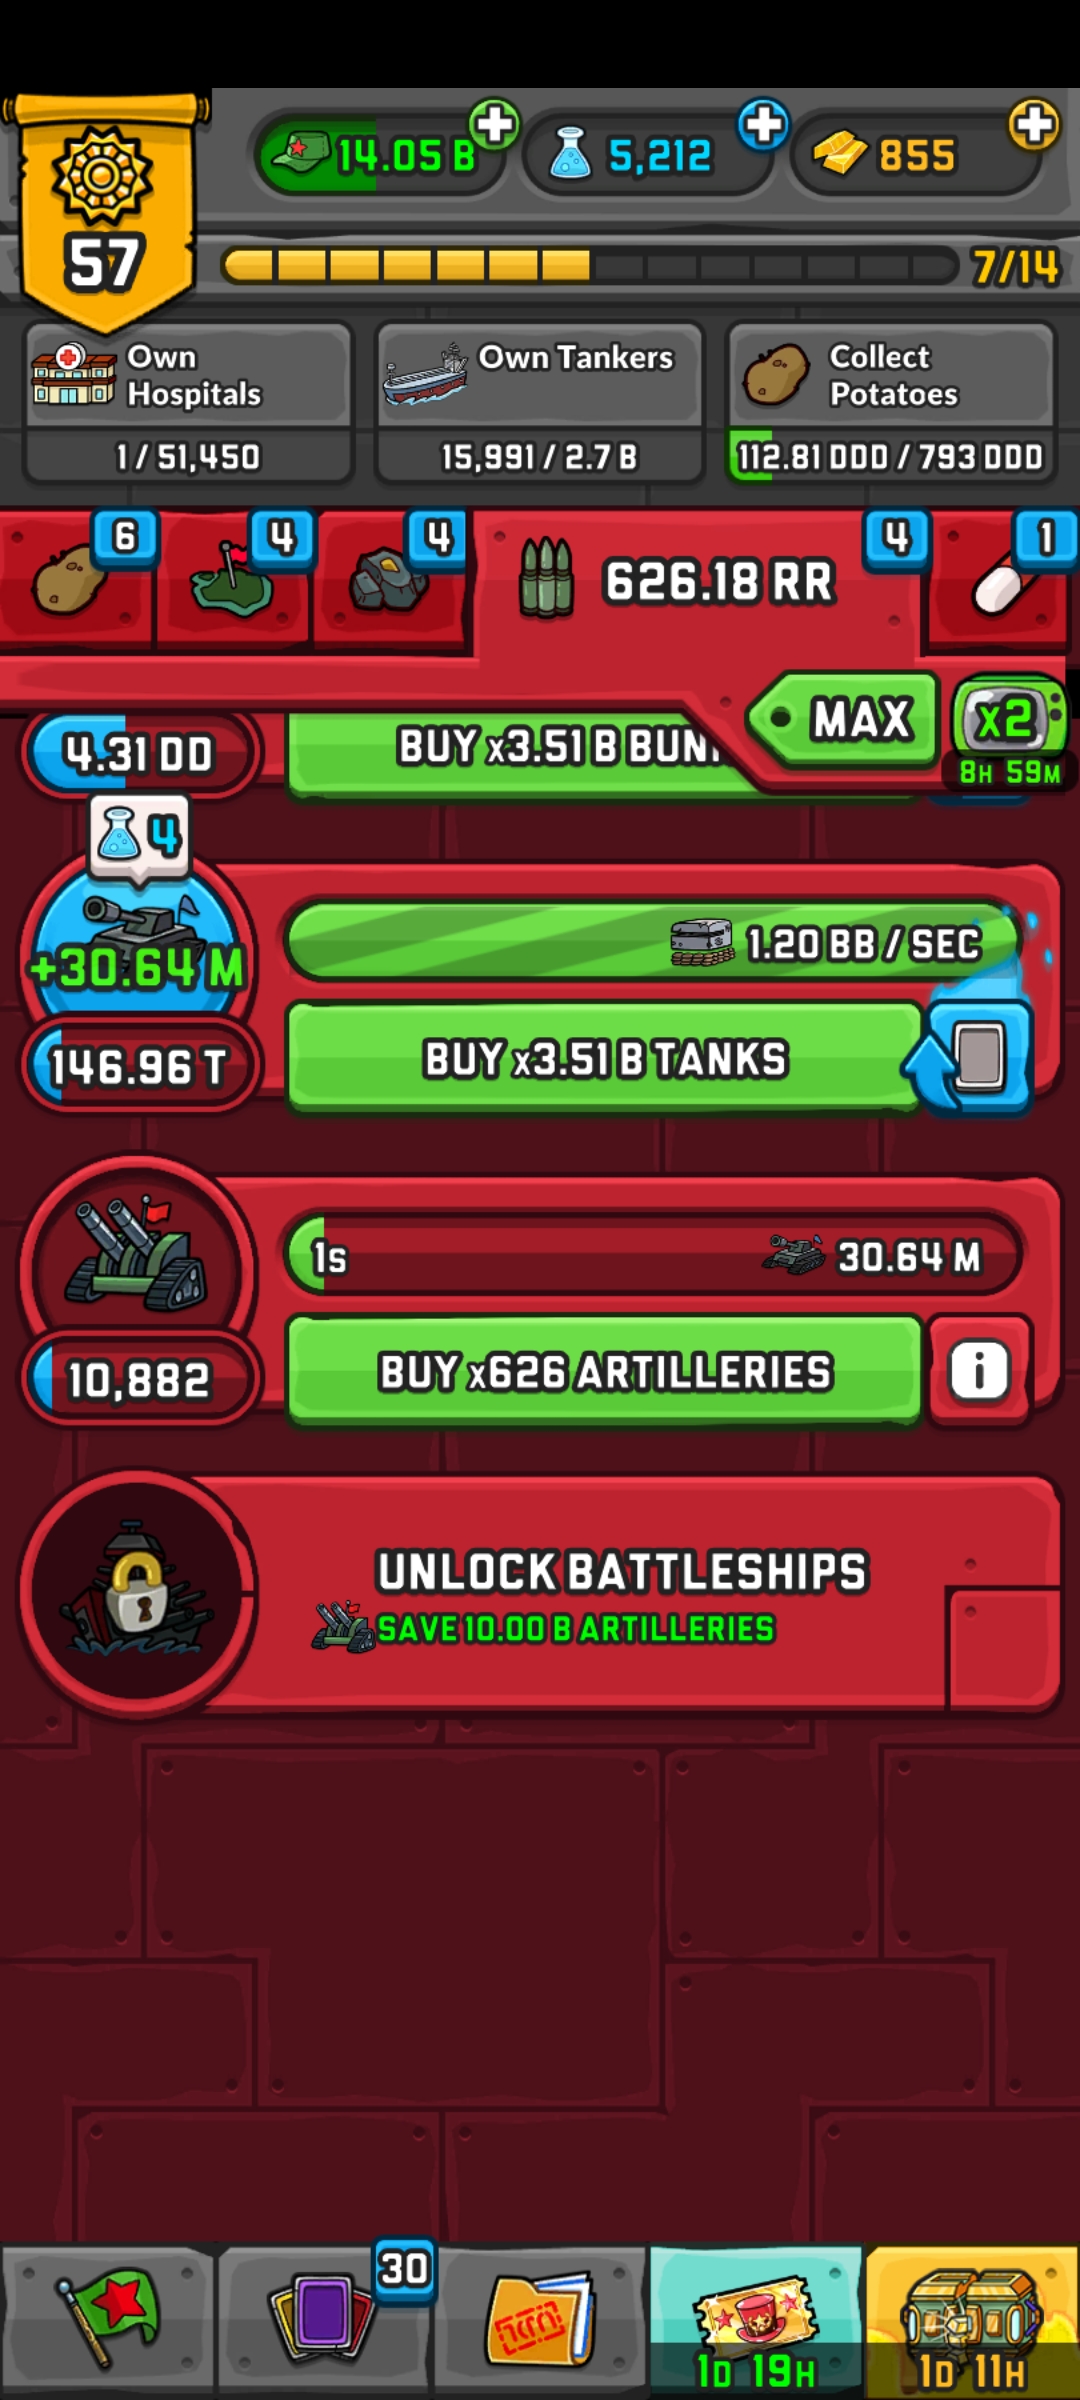 14.05 B
5,212
855
57
7/14
Own
Hospitals
1 / 51,450
Own Tankers
15,991 / 2.7 B
Collect
Potatoes
112.81 DDD / 793 DDD
6
4
4
626.18 RR
4
1
MAX
x2
8H 59M
4.31 DD
BUY x3.51 B BUN
4
+30.64 M
1.20 BB / SEC
146.96 T
BUY x3.51 B TANKS
1s
30.64 M
10,882
BUY x626 ARTILLERIES
i
UNLOCK BATTLESHIPS
SAVE 10.00 B ARTILLERIES
30
1D 19H
1D 11H